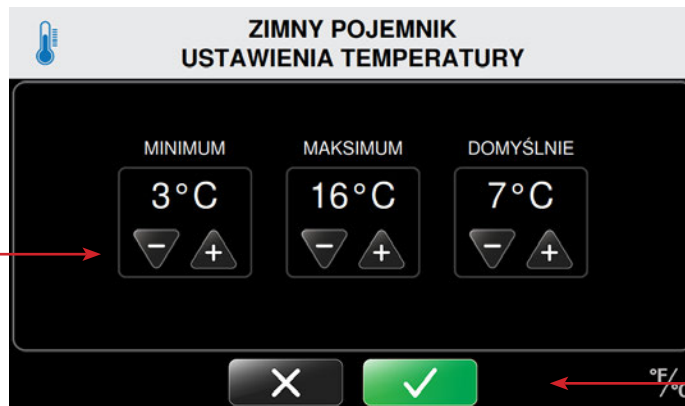 ZIMNY POJEMNIK
USTAWIENIA TEMPERATURY
MINIMUM MAKSIMUM DOMYŚLNIE
3°C 16°C 7°C
- + - + - +
°F/°C